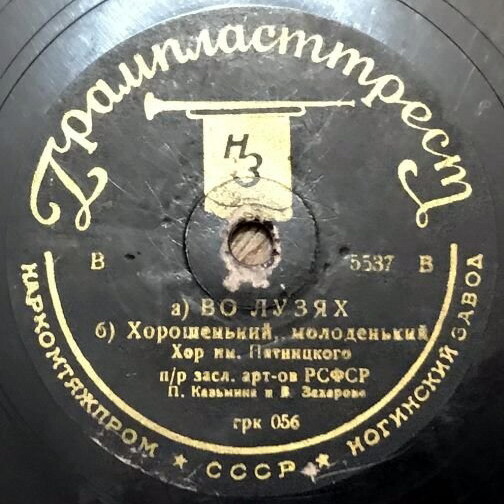 Грампласттрест
НЗ
В 5537 В
а) ВО ЛУЗЯХ
б) Хорошенький, молоденький
Хор им. Пятницкого
п/р засл. арт-ов РСФСР
П. Казьмина и В. Захарова
грк 056
НАРКОМТЯЖПРОМ ★ СССР ★ НОГИНСКИЙ ЗАВОД